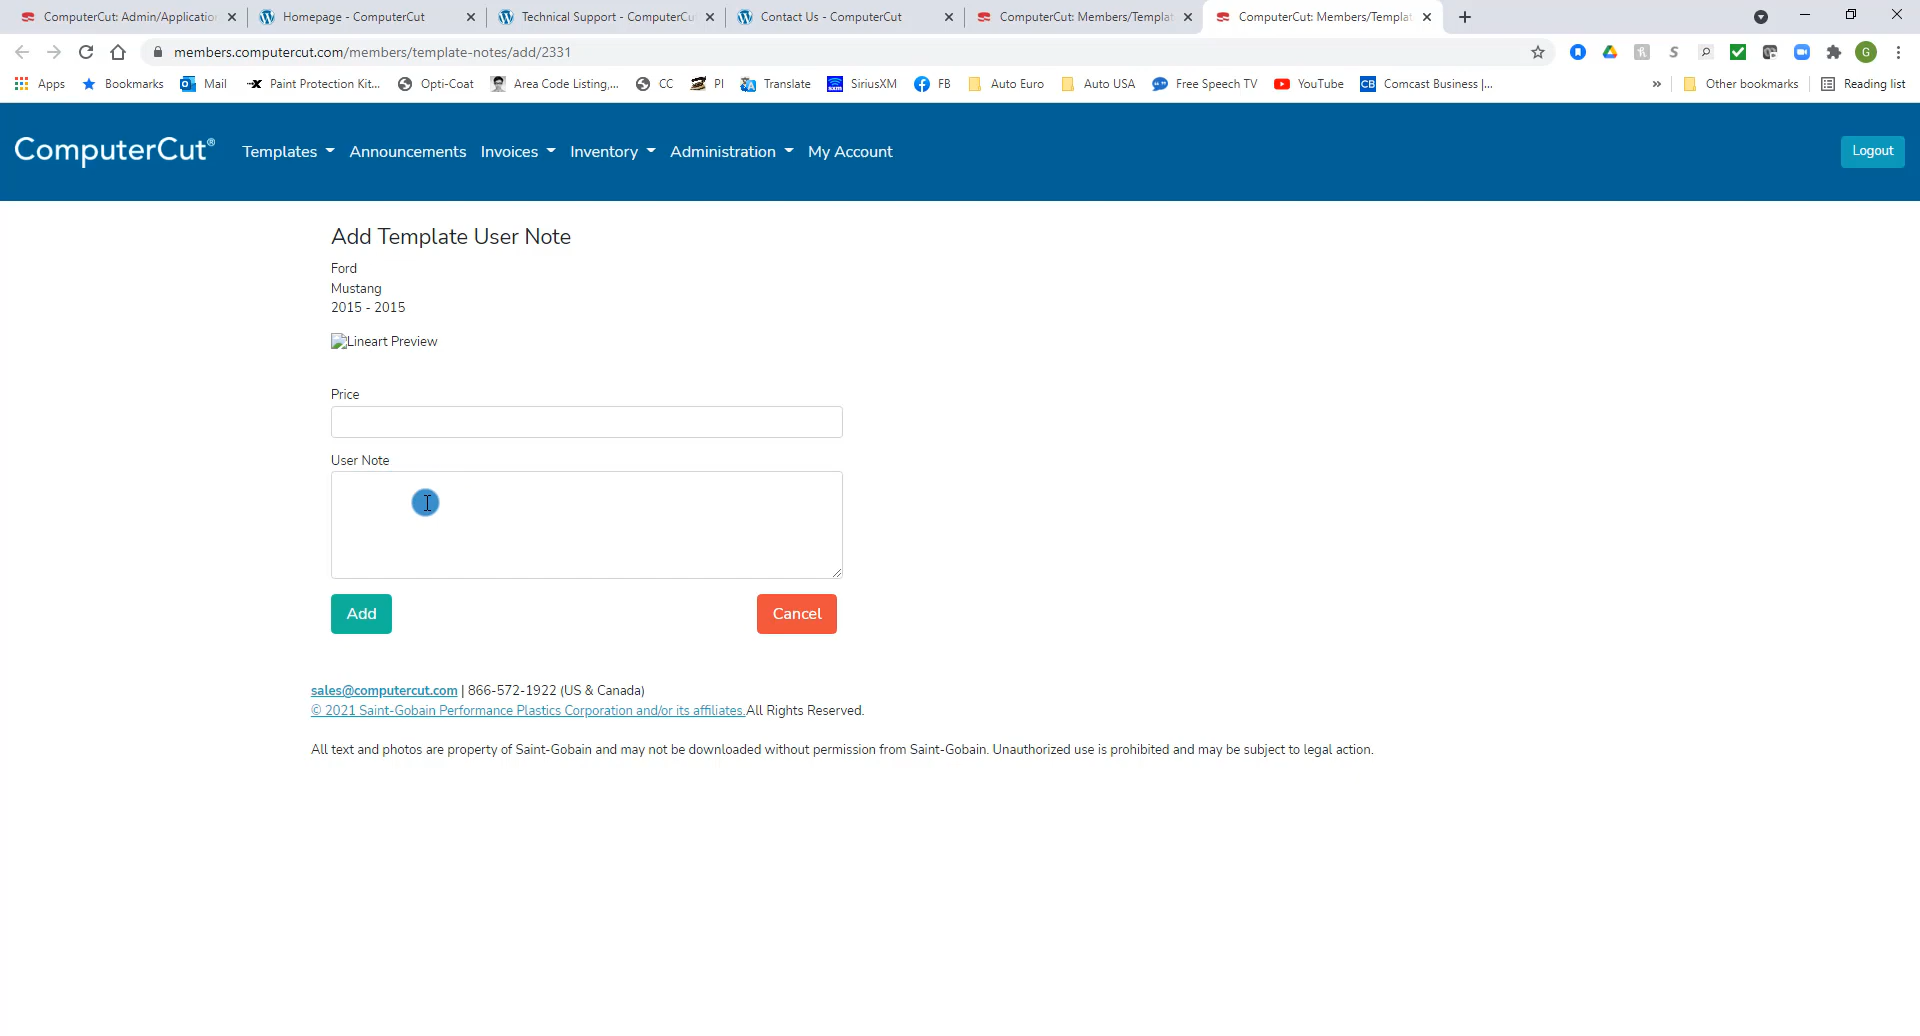 ComputerCut: Admin/Applicatio
Homepage - ComputerCut
Technical Support - ComputerCu
Contact Us - ComputerCut
ComputerCut: Members/Templat
ComputerCut: Members/Templat
members.computercut.com/members/template-notes/add/2331
G
Apps
Bookmarks
Mail
Paint Protection Kit...
Opti-Coat
Area Code Listing,...
CC
PI
Translate
SiriusXM
FB
Auto Euro
Auto USA
Free Speech TV
YouTube
CB Comcast Business |...
»
Other bookmarks
Reading list
ComputerCut®
Templates
Announcements
Invoices
Inventory
Administration
My Account
Logout
Add Template User Note
Ford
Mustang
2015 - 2015
Lineart Preview
Price
User Note
Add
Cancel
sales@computercut.com | 866-572-1922 (US & Canada)
© 2021 Saint-Gobain Performance Plastics Corporation and/or its affiliates. All Rights Reserved.
All text and photos are property of Saint-Gobain and may not be downloaded without permission from Saint-Gobain. Unauthorized use is prohibited and may be subject to legal action.